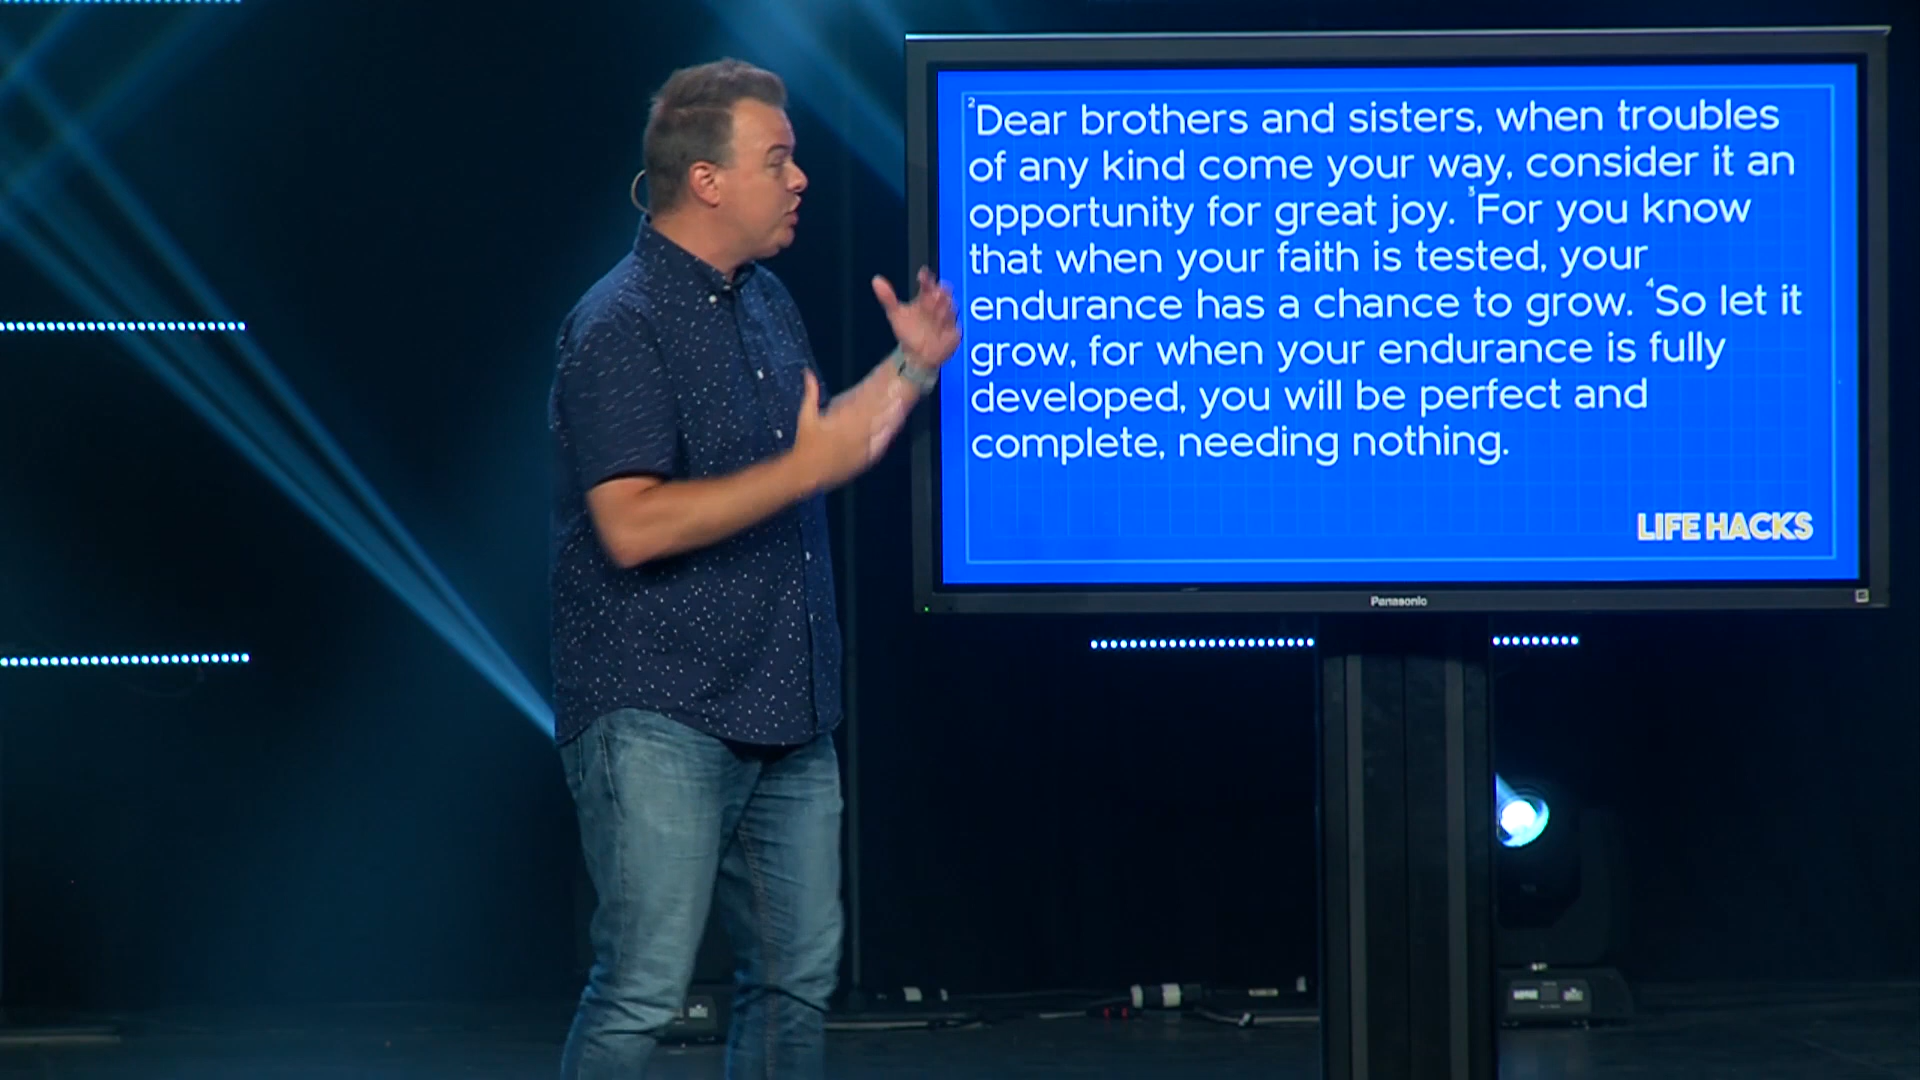 ²Dear brothers and sisters, when troubles
of any kind come your way, consider it an
opportunity for great joy. ³For you know
that when your faith is tested, your
endurance has a chance to grow. ⁴So let it
grow, for when your endurance is fully
developed, you will be perfect and
complete, needing nothing.
LIFE HACKS
Panasonic